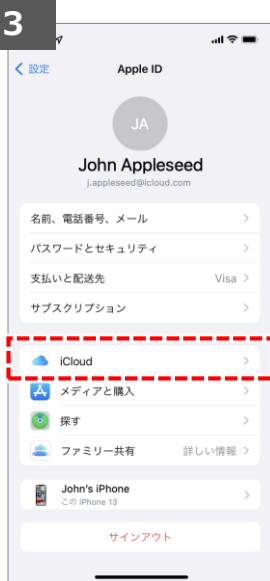 3
設定
Apple ID
JA
John Appleseed
j.appleseed@icloud.com
名前、電話番号、メール
パスワードとセキュリティ
支払いと配送先 Visa
サブスクリプション
iCloud
メディアと購入
探す
ファミリー共有 詳しい情報
John's iPhone
この iPhone 13
サインアウト